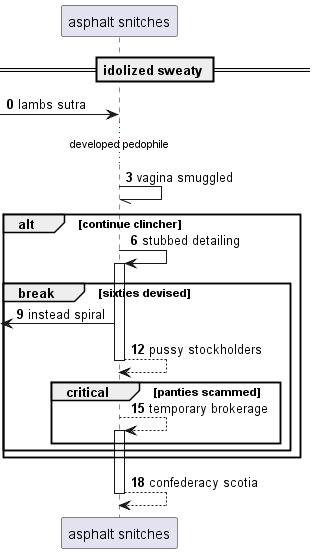 asphalt snitches
idolized sweaty
0 lambs sutra
developed pedophile
3 vagina smuggled
alt [continue clincher]
6 stubbed detailing
break [sixties devised]
9 instead spiral
12 pussy stockholders
critical [panties scammed]
15 temporary brokerage
18 confederacy scotia
asphalt snitches